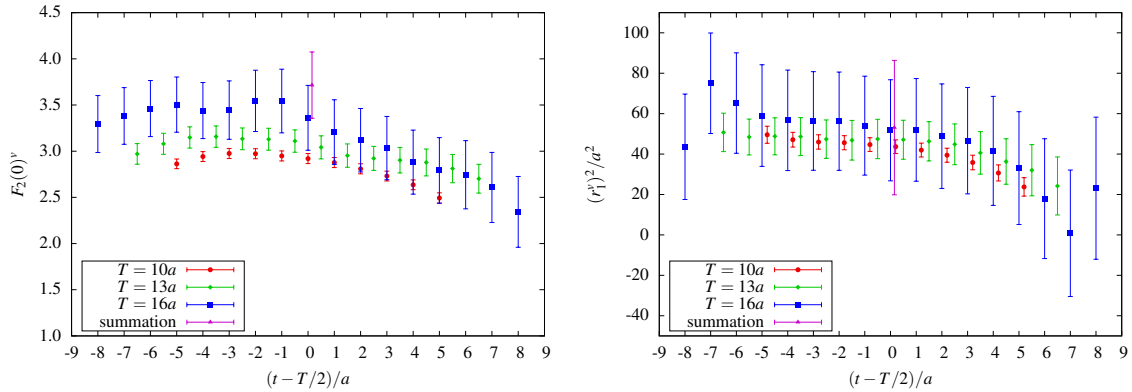 4.5
4.0
3.5
3.0
2.5
2.0
1.5
1.0
F₂(0)ᵛ
T = 10a
T = 13a
T = 16a
summation
-9 -8 -7 -6 -5 -4 -3 -2 -1 0 1 2 3 4 5 6 7 8 9
(t − T/2)/a
100
80
60
40
20
0
-20
-40
(r₁ᵛ)²/a²
T = 10a
T = 13a
T = 16a
summation
-9 -8 -7 -6 -5 -4 -3 -2 -1 0 1 2 3 4 5 6 7 8 9
(t − T/2)/a